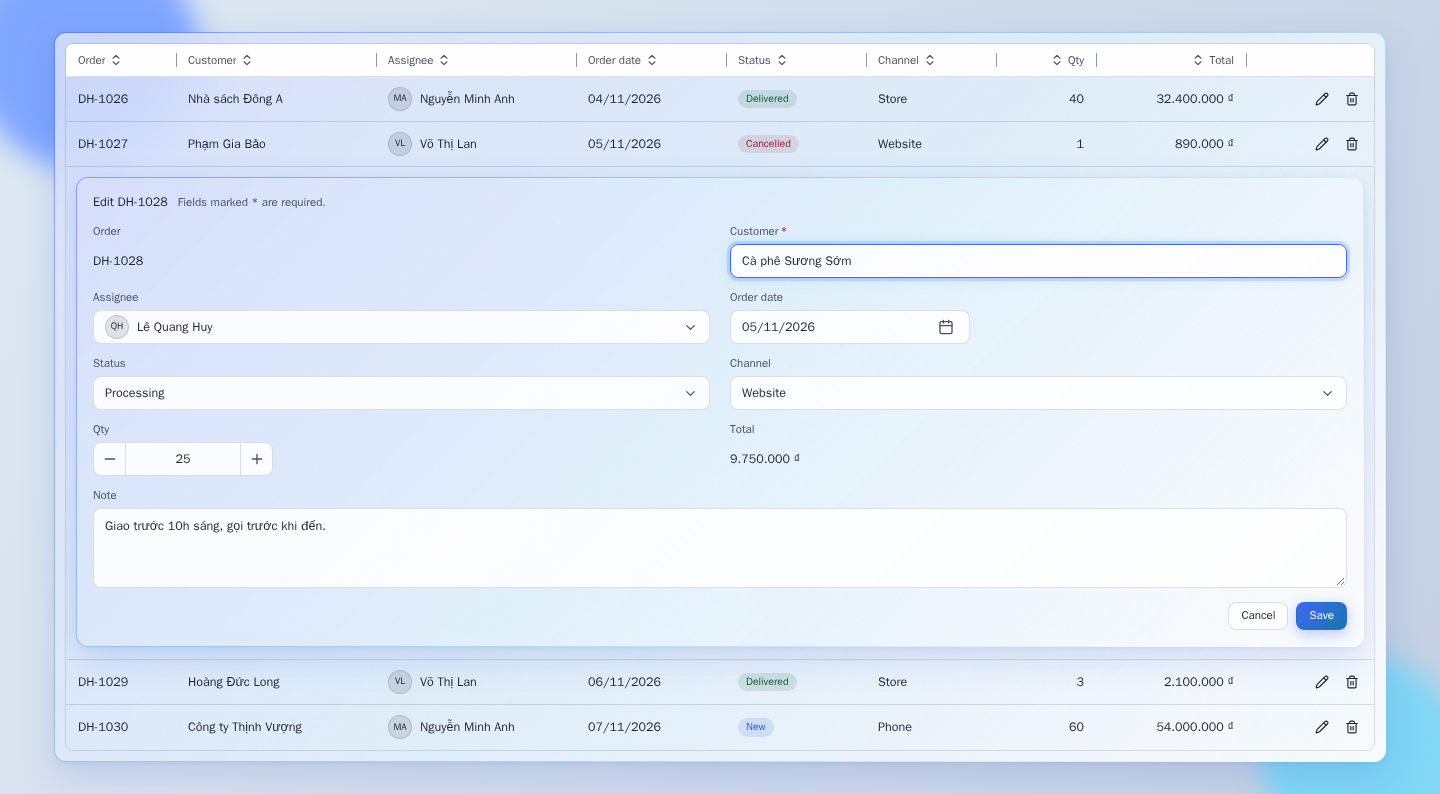 Order Customer Assignee Order date Status Channel Qty Total
DH-1026 Nhà sách Đông A MA Nguyễn Minh Anh 04/11/2026 Delivered Store 40 32.400.000 ₫
DH-1027 Phạm Gia Bảo VL Võ Thị Lan 05/11/2026 Cancelled Website 1 890.000 ₫
Edit DH-1028 Fields marked * are required.
Order Customer *
DH-1028 Cà phê Sương Sớm
Assignee Order date
QH Lê Quang Huy 05/11/2026
Status Channel
Processing Website
Qty Total
25 9.750.000 ₫
Note
Giao trước 10h sáng, gọi trước khi đến.
Cancel Save
DH-1029 Hoàng Đức Long VL Võ Thị Lan 06/11/2026 Delivered Store 3 2.100.000 ₫
DH-1030 Công ty Thịnh Vượng MA Nguyễn Minh Anh 07/11/2026 New Phone 60 54.000.000 ₫